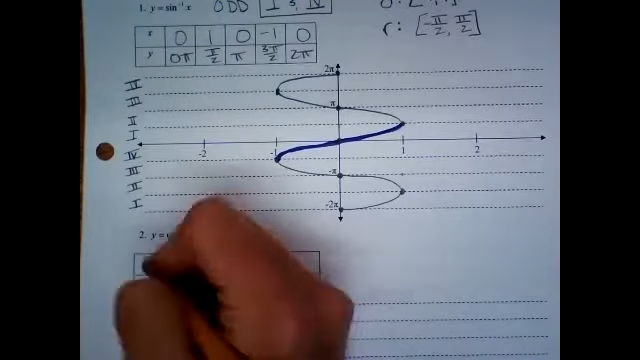 1. y = sin⁻¹ x ODD I & IV
r: [-π/2, π/2]
x 0 1 0 -1 0
y 0π π/2 π 3π/2 2π
2π
IV
III
π
II
I
-2 -1 1 2
IV
III -π
II
I -2π
2. y =